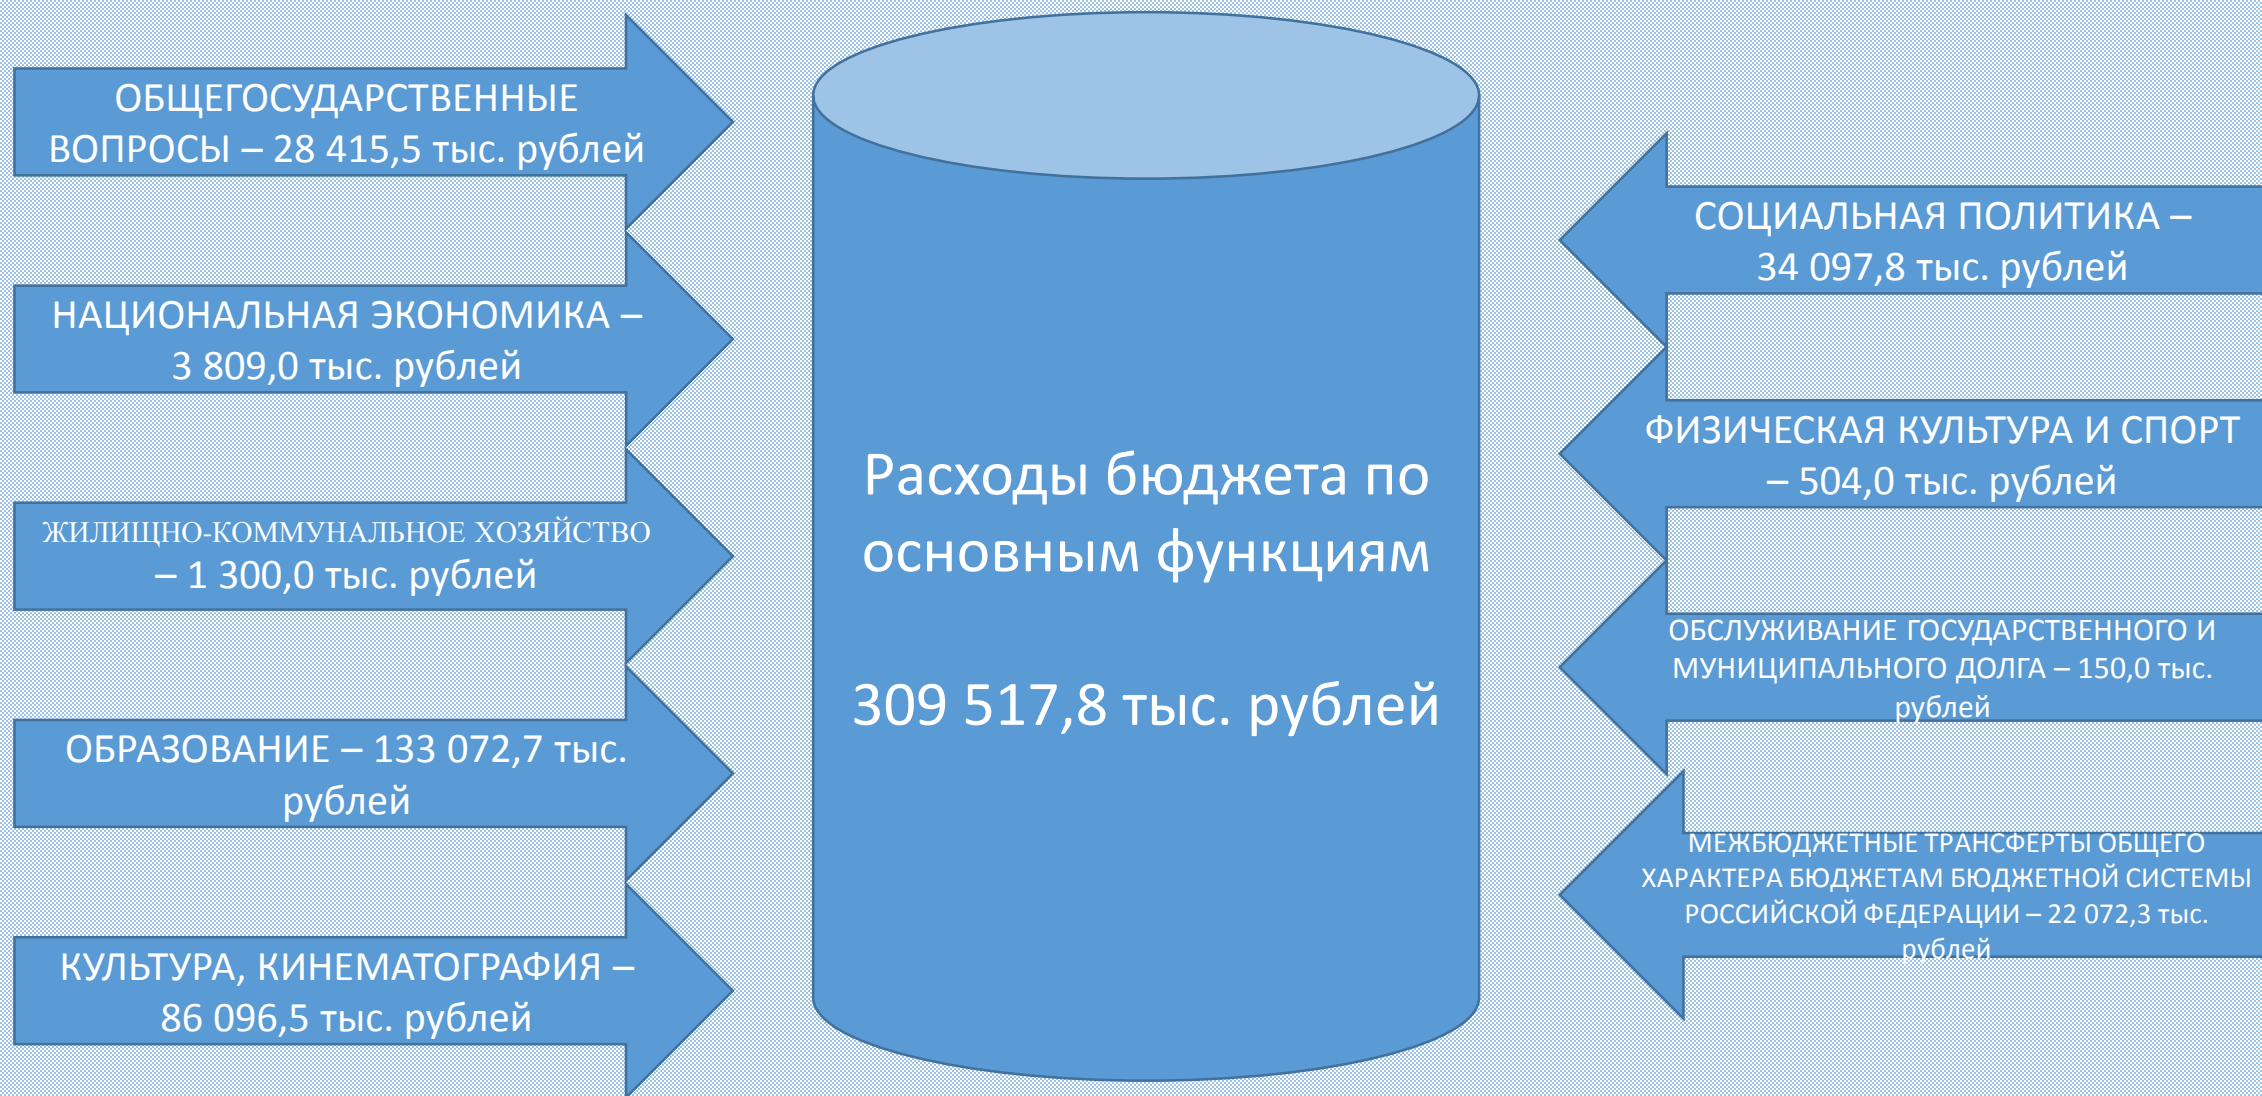 ОБЩЕГОСУДАРСТВЕННЫЕ
ВОПРОСЫ – 28 415,5 тыс. рублей
НАЦИОНАЛЬНАЯ ЭКОНОМИКА –
3 809,0 тыс. рублей
ЖИЛИЩНО-КОММУНАЛЬНОЕ ХОЗЯЙСТВО
– 1 300,0 тыс. рублей
ОБРАЗОВАНИЕ – 133 072,7 тыс.
рублей
КУЛЬТУРА, КИНЕМАТОГРАФИЯ –
86 096,5 тыс. рублей
Расходы бюджета по
основным функциям
309 517,8 тыс. рублей
СОЦИАЛЬНАЯ ПОЛИТИКА –
34 097,8 тыс. рублей
ФИЗИЧЕСКАЯ КУЛЬТУРА И СПОРТ
– 504,0 тыс. рублей
ОБСЛУЖИВАНИЕ ГОСУДАРСТВЕННОГО И
МУНИЦИПАЛЬНОГО ДОЛГА – 150,0 тыс.
рублей
МЕЖБЮДЖЕТНЫЕ ТРАНСФЕРТЫ ОБЩЕГО
ХАРАКТЕРА БЮДЖЕТАМ БЮДЖЕТНОЙ СИСТЕМЫ
РОССИЙСКОЙ ФЕДЕРАЦИИ – 22 072,3 тыс.
рублей